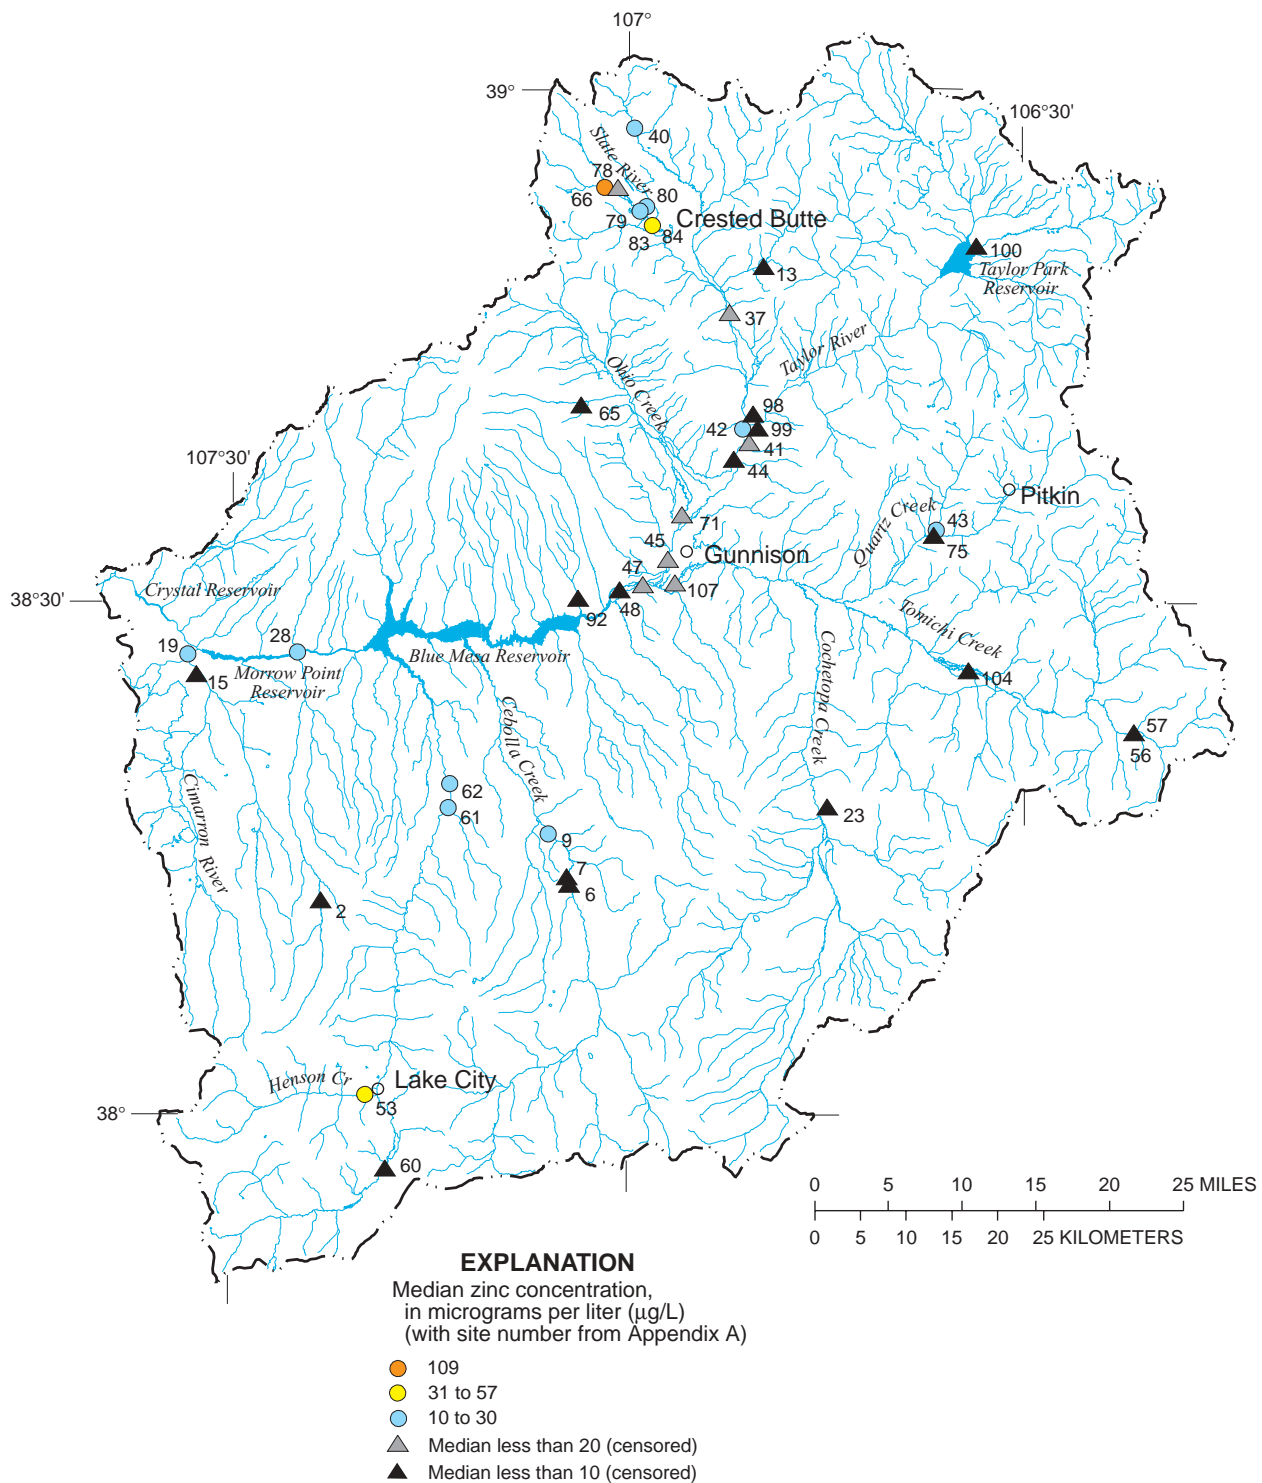 107°
39°
106°30'
40
Slate River
78
66
80
79
Crested Butte
83
84
100
Taylor Park
Reservoir
13
37
Taylor River
Ohio Creek
65
98
42
99
41
44
107°30'
Pitkin
71
Quartz Creek
43
75
45
Gunnison
47
107
Crystal Reservoir
38°30'
48
92
Tomichi Creek
19
28
Blue Mesa Reservoir
Cochetopa Creek
Morrow Point
Reservoir
15
104
Cebolla Creek
57
56
Cimarron River
62
61
23
9
7
6
2
Henson Cr
Lake City
53
38°
60
0 5 10 15 20 25 MILES
0 5 10 15 20 25 KILOMETERS
EXPLANATION
Median zinc concentration,
in micrograms per liter (µg/L)
(with site number from Appendix A)
109
31 to 57
10 to 30
Median less than 20 (censored)
Median less than 10 (censored)